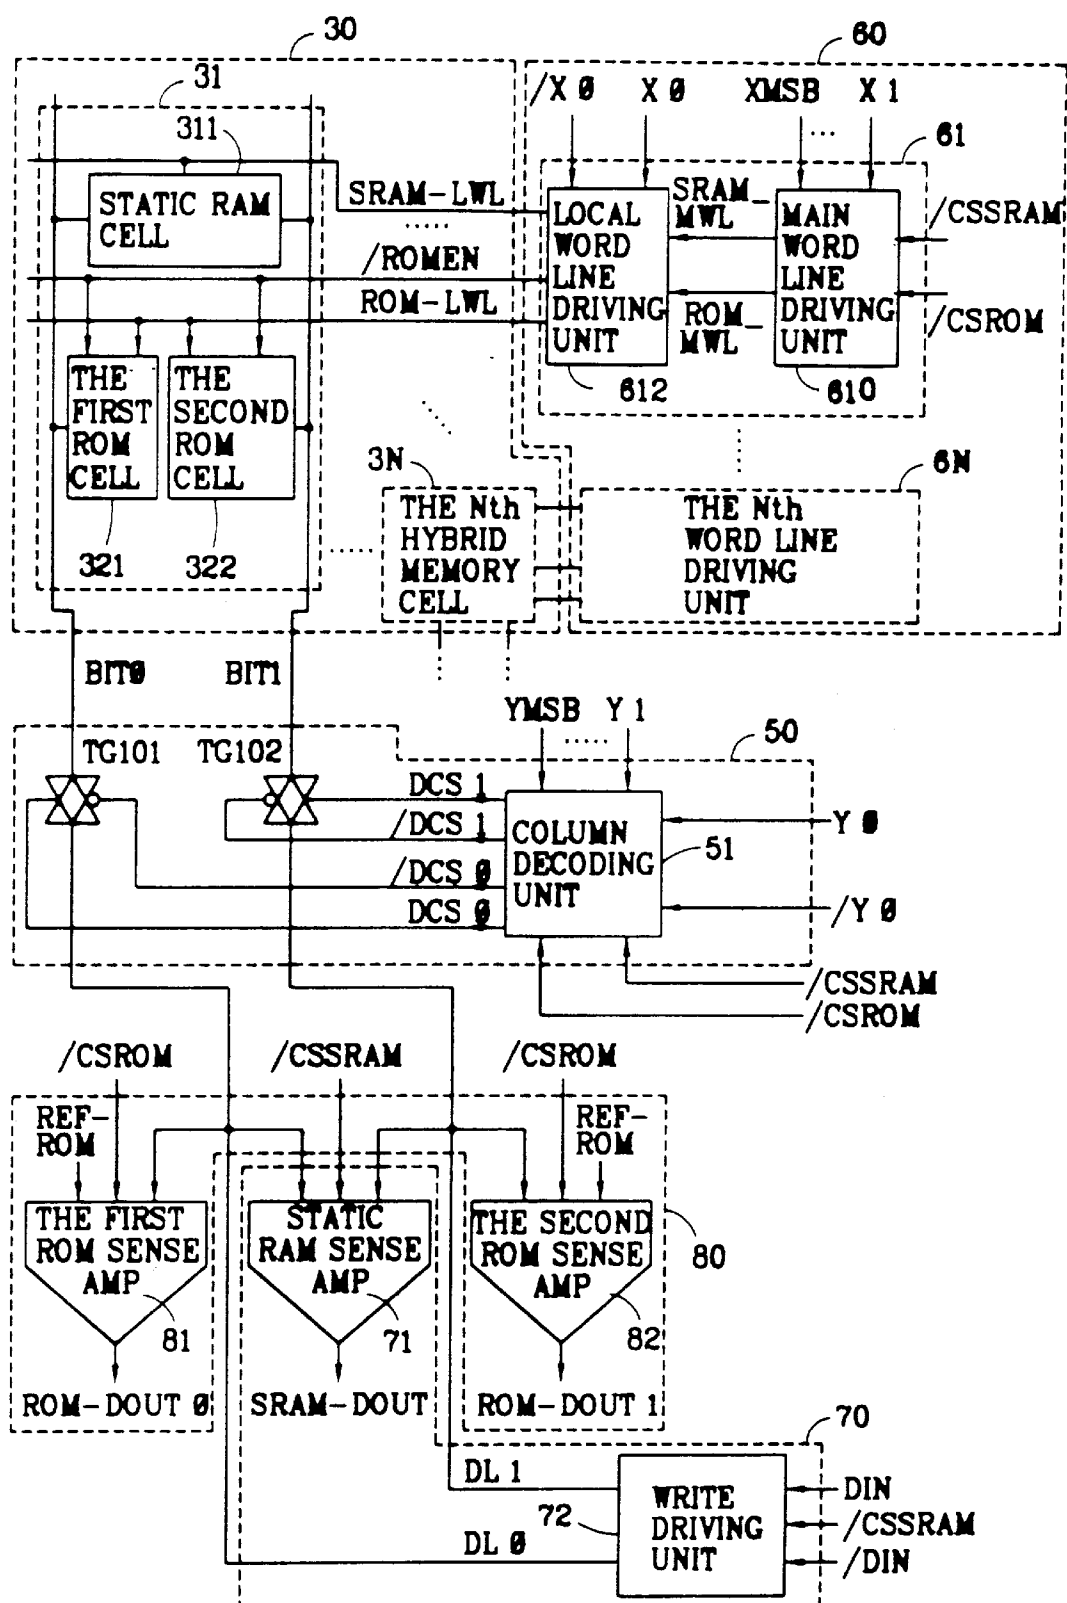 30
60
31
/X0
X0
XMSB
X1
...
311
61
STATIC RAM
CELL
SRAM-LWL
.....
/ROMEN
ROM-LWL
LOCAL
WORD
LINE
DRIVING
UNIT
SRAM_
MWL
ROM_
MWL
MAIN
WORD
LINE
DRIVING
UNIT
/CSSRAM
/CSROM
612
610
THE
FIRST
ROM
CELL
THE
SECOND
ROM
CELL
321
322
3N
6N
THE Nth
HYBRID
MEMORY
CELL
THE Nth
WORD LINE
DRIVING
UNIT
BIT0
BIT1
YMSB
Y1
50
TG101
TG102
DCS 1
/DCS 1
/DCS 0
DCS 0
COLUMN
DECODING
UNIT
51
Y0
/Y0
/CSSRAM
/CSROM
/CSROM
/CSSRAM
/CSROM
REF-
ROM
REF-
ROM
THE FIRST
ROM SENSE
AMP
STATIC
RAM SENSE
AMP
THE SECOND
ROM SENSE
AMP
80
81
71
82
ROM-DOUT 0
SRAM-DOUT
ROM-DOUT 1
70
DL 1
72
DL 0
WRITE
DRIVING
UNIT
DIN
/CSSRAM
/DIN